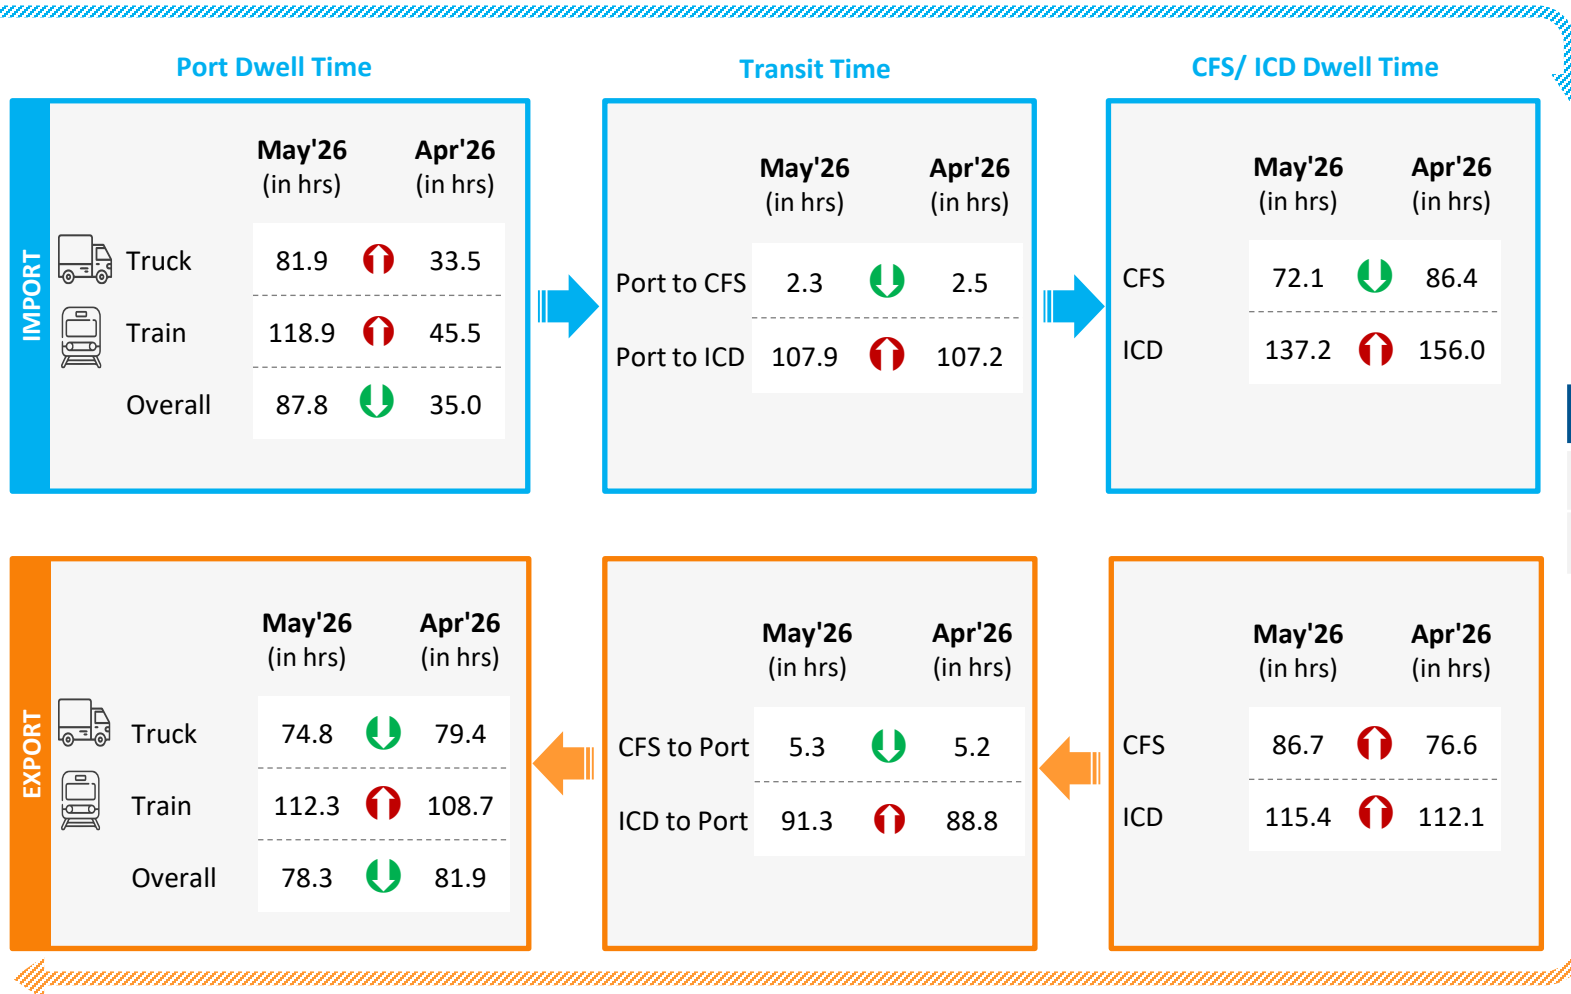 Port Dwell Time
Transit Time
CFS/ ICD Dwell Time
IMPORT
May'26 Apr'26
(in hrs) (in hrs)
Truck 81.9 33.5
Train 118.9 45.5
Overall 87.8 35.0
May'26 Apr'26
(in hrs) (in hrs)
Port to CFS 2.3 2.5
Port to ICD 107.9 107.2
May'26 Apr'26
(in hrs) (in hrs)
CFS 72.1 86.4
ICD 137.2 156.0
EXPORT
May'26 Apr'26
(in hrs) (in hrs)
Truck 74.8 79.4
Train 112.3 108.7
Overall 78.3 81.9
May'26 Apr'26
(in hrs) (in hrs)
CFS to Port 5.3 5.2
ICD to Port 91.3 88.8
May'26 Apr'26
(in hrs) (in hrs)
CFS 86.7 76.6
ICD 115.4 112.1